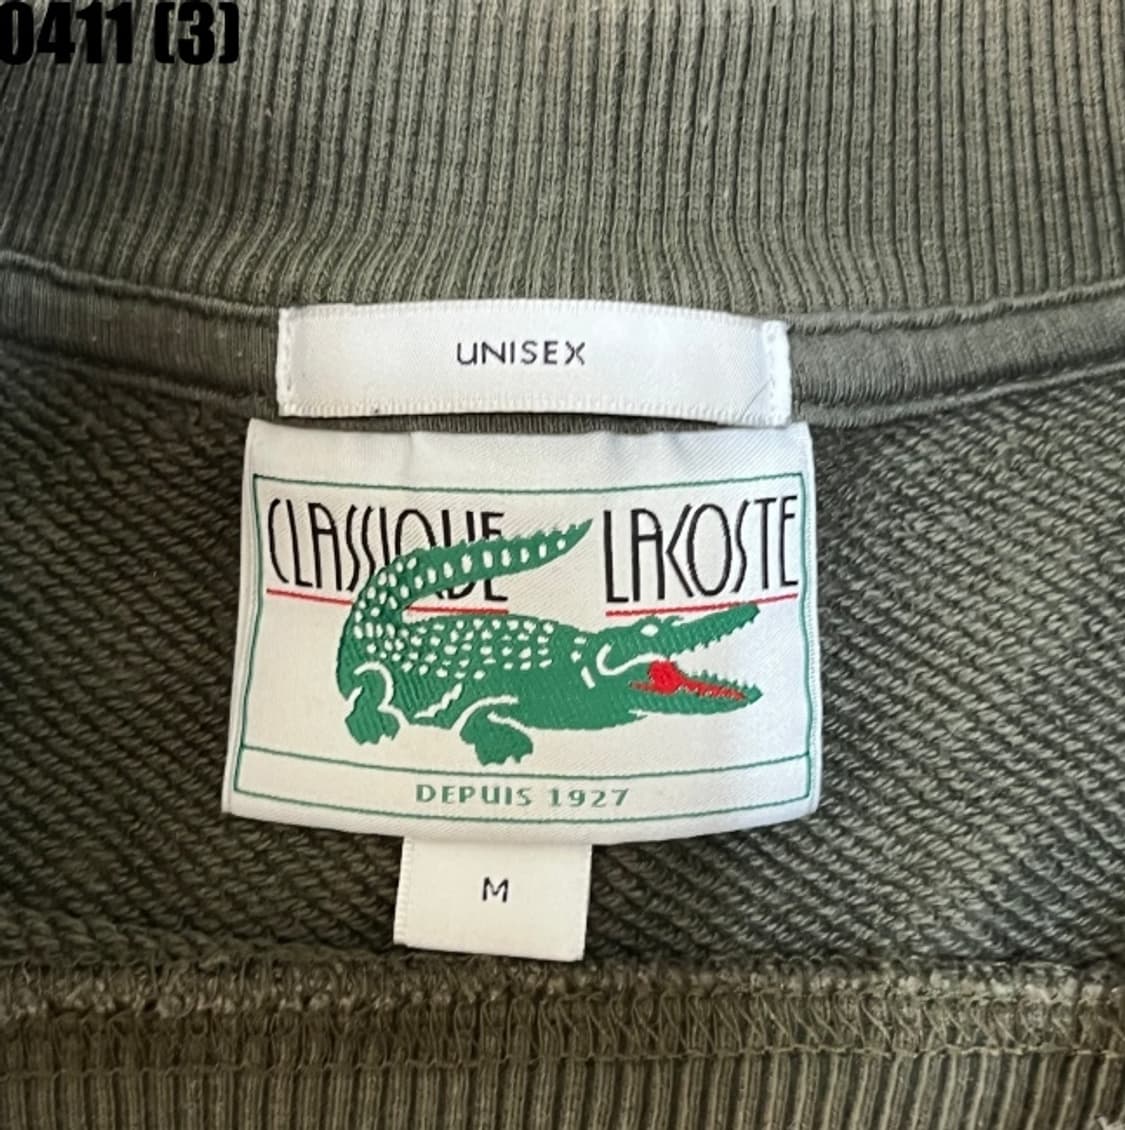 0411 (3)
UNISEX
CLASSIQUE LACOSTE
DEPUIS 1927
M